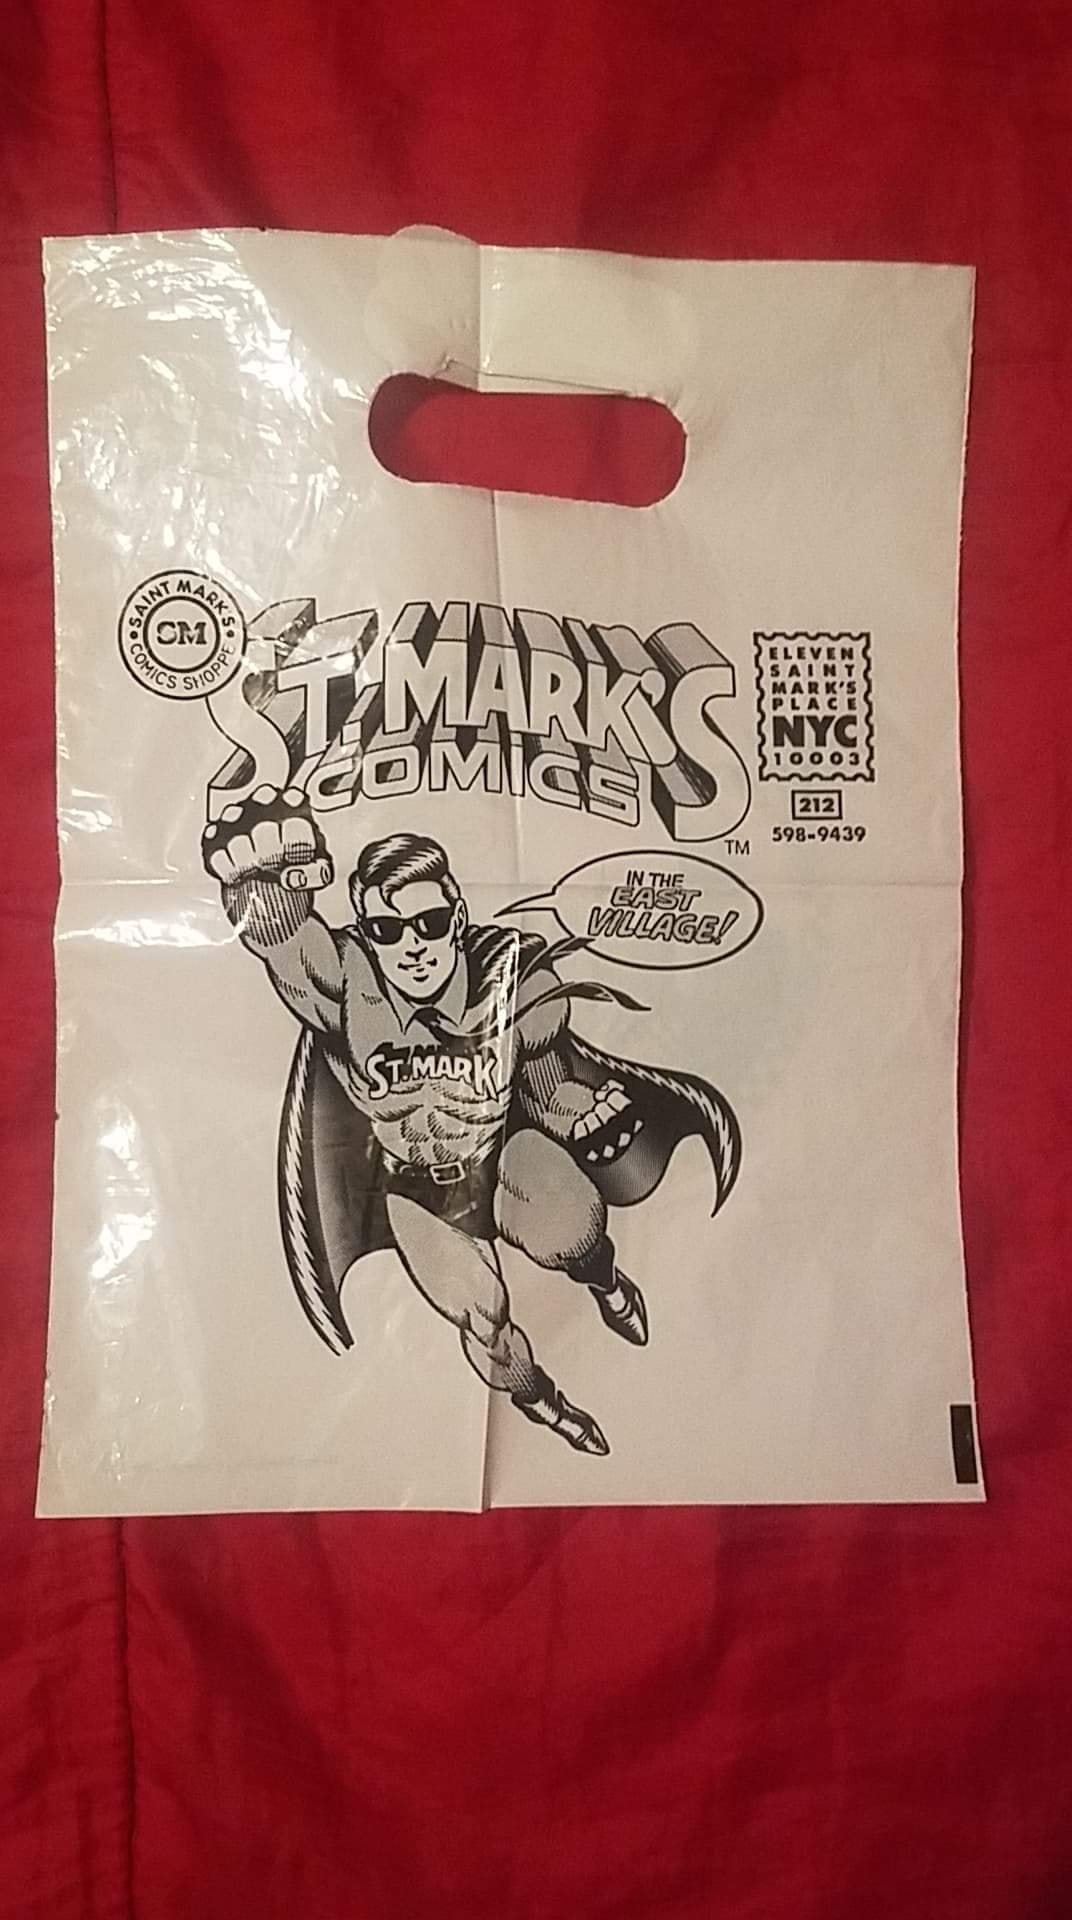 •SAINT MARK'S•
SM
COMICS SHOPPE
ST. MARK'S
COMICS
TM
ELEVEN
SAINT
MARK'S
PLACE
NYC
10003
212
598-9439
IN THE
EAST
VILLAGE!
ST. MARK